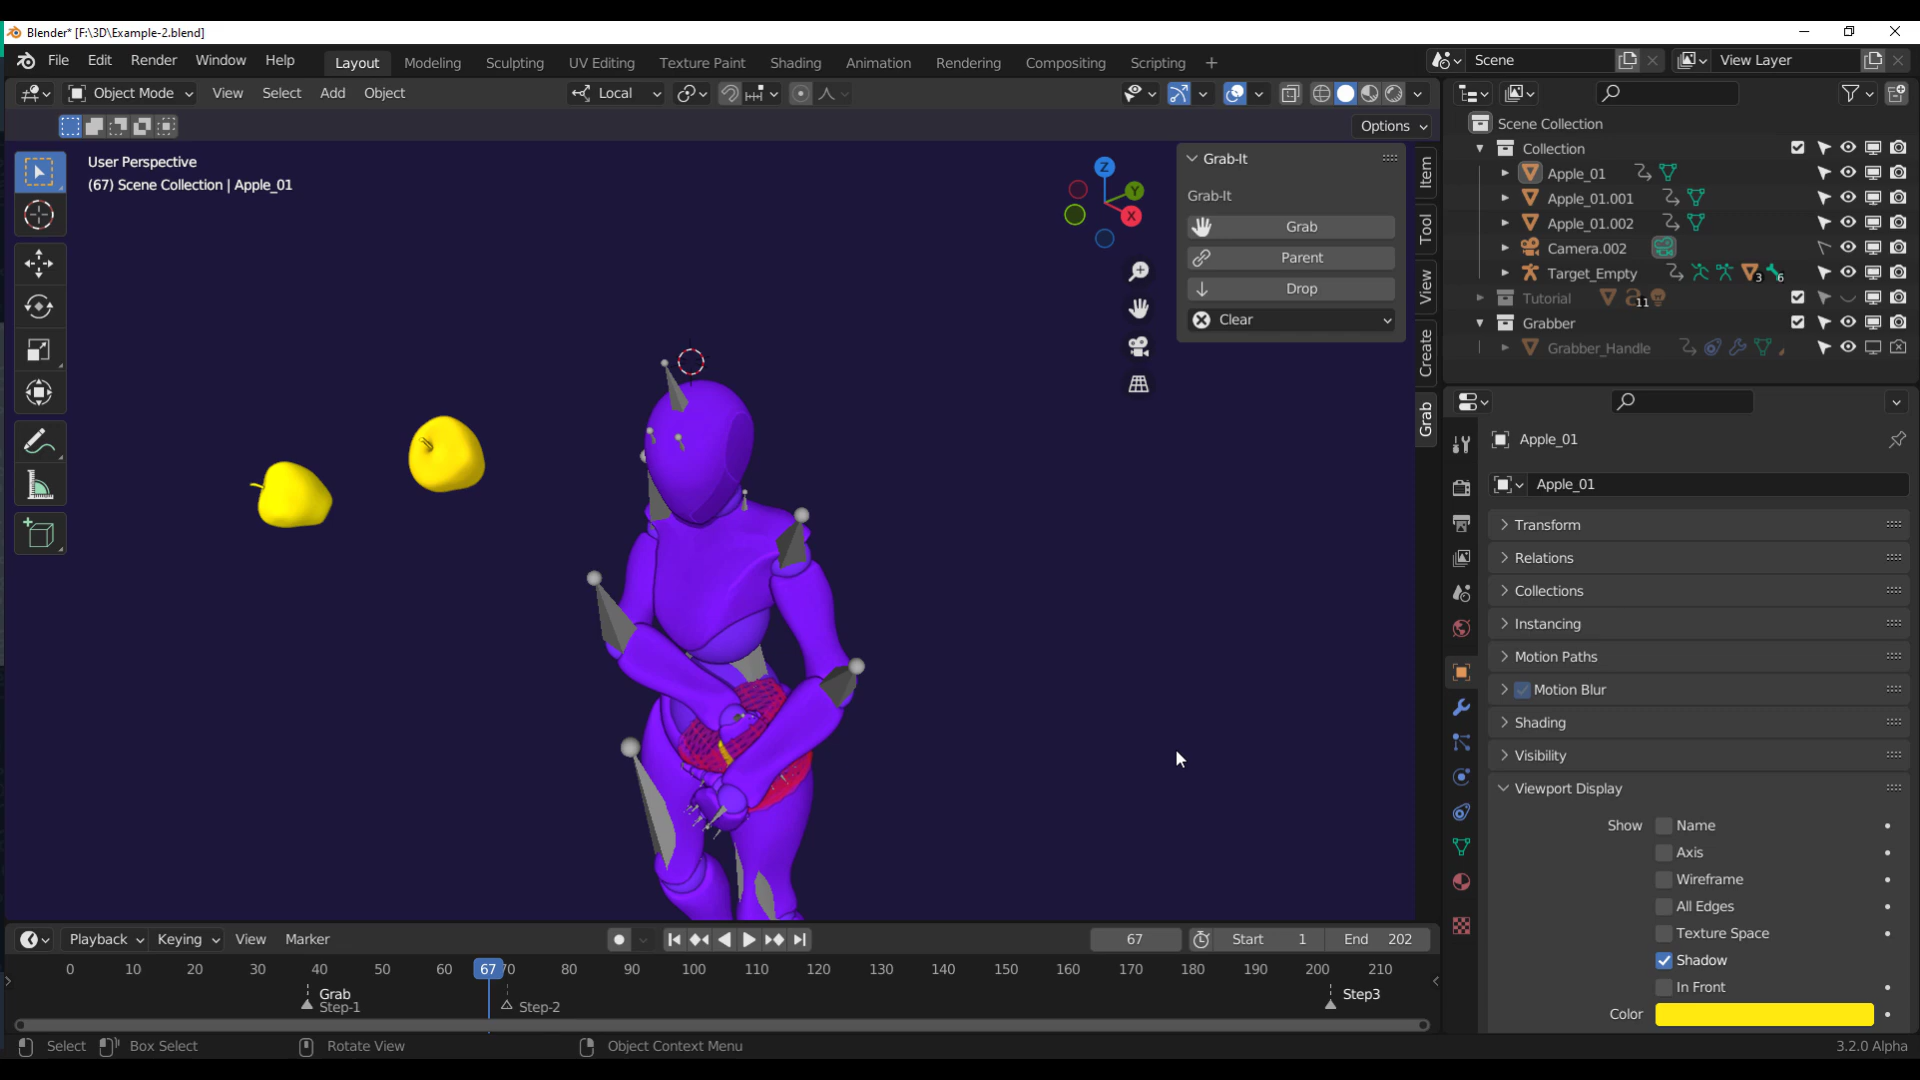 Blender* [F:\3D\Example-2.blend]
File Edit Render Window Help Layout Modeling Sculpting UV Editing Texture Paint Shading Animation Rendering Compositing Scripting + Scene View Layer
Object Mode View Select Add Object Local
Options
User Perspective
(67) Scene Collection | Apple_01
Z
Y
X
Grab-It
Grab-It
Grab
Parent
Drop
Clear
Item
Tool
View
Create
Grab
Scene Collection
Collection
Apple_01
Apple_01.001
Apple_01.002
Camera.002
Target_Empty 3 6
Tutorial 11
Grabber
Grabber_Handle
Apple_01
Apple_01
Transform
Relations
Collections
Instancing
Motion Paths
Motion Blur
Shading
Visibility
Viewport Display
Show Name
Axis
Wireframe
All Edges
Texture Space
Shadow
In Front
Color
Playback Keying View Marker 67 Start 1 End 202
0 10 20 30 40 50 60 67 70 80 90 100 110 120 130 140 150 160 170 180 190 200 210
Grab Step3
Step-1 Step-2
Select Box Select Rotate View Object Context Menu 3.2.0 Alpha